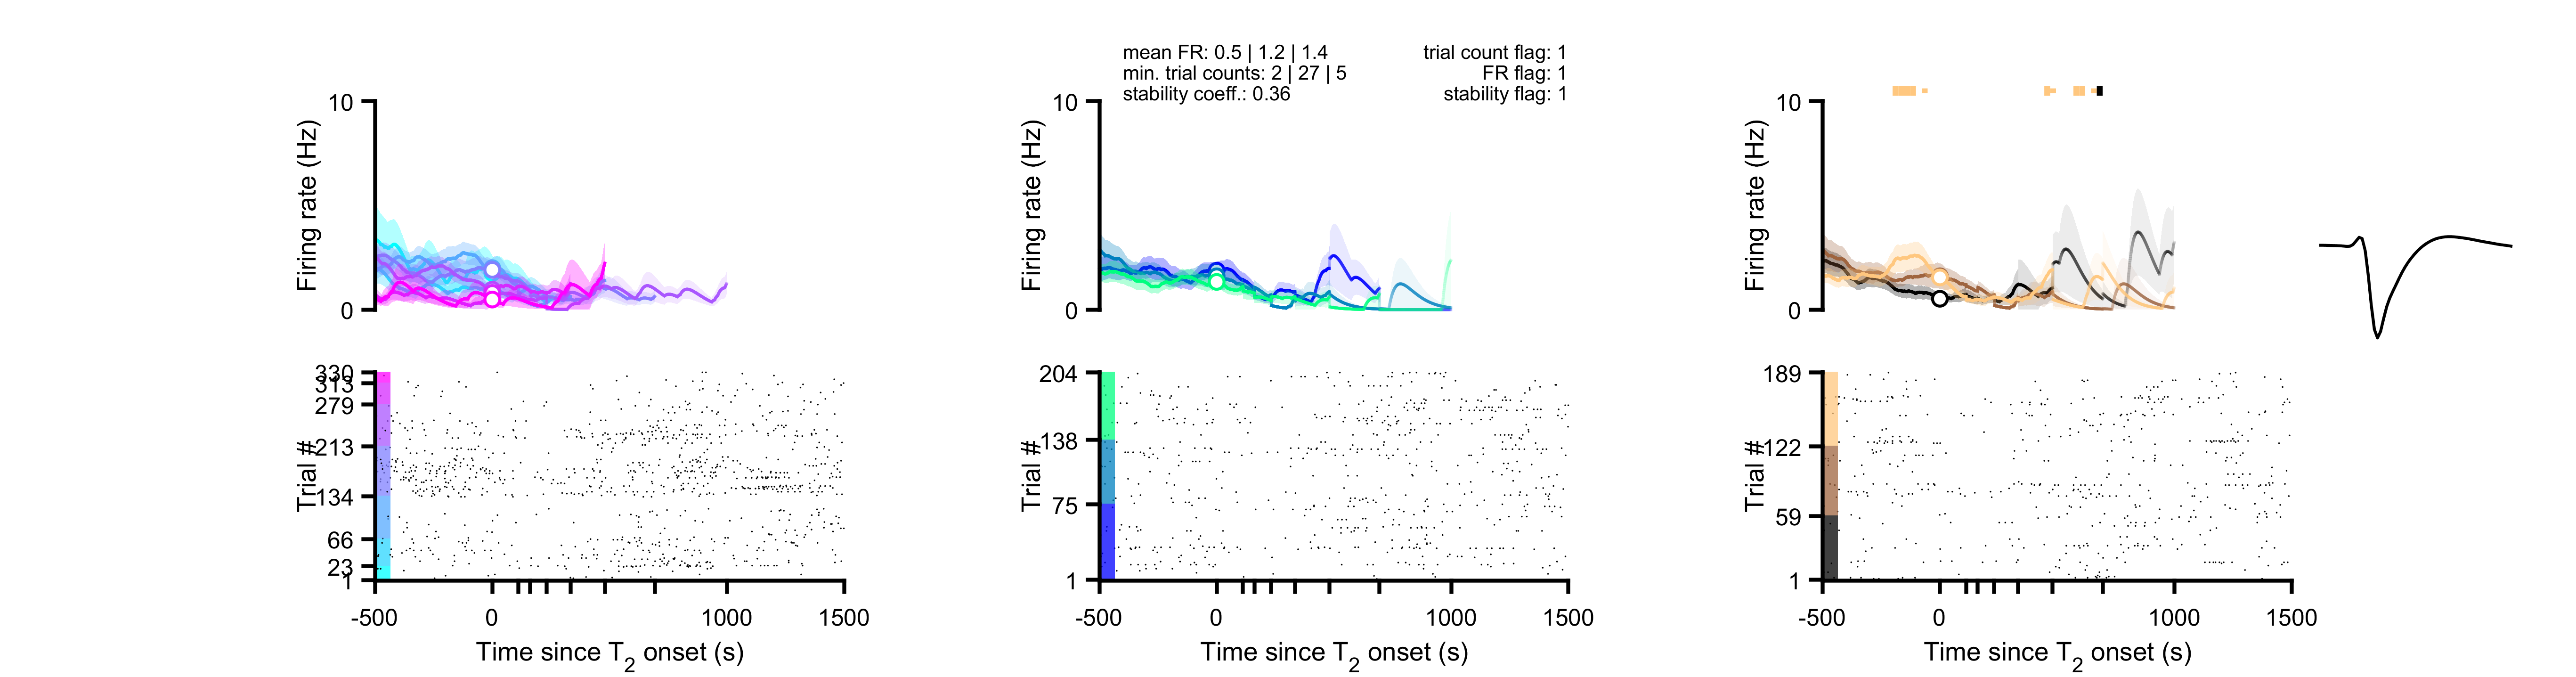 mean FR: 0.5 | 1.2 | 1.4
min. trial counts: 2 | 27 | 5
stability coeff.: 0.36
trial count flag: 1
FR flag: 1
stability flag: 1
10
0
Firing rate (Hz)
10
0
Firing rate (Hz)
10
0
Firing rate (Hz)
330
313
279
213
134
66
23
1
Trial #
-500
0
1000
1500
Time since T2 onset (s)
204
138
75
1
Trial #
-500
0
1000
1500
Time since T2 onset (s)
189
122
59
1
Trial #
-500
0
1000
1500
Time since T2 onset (s)